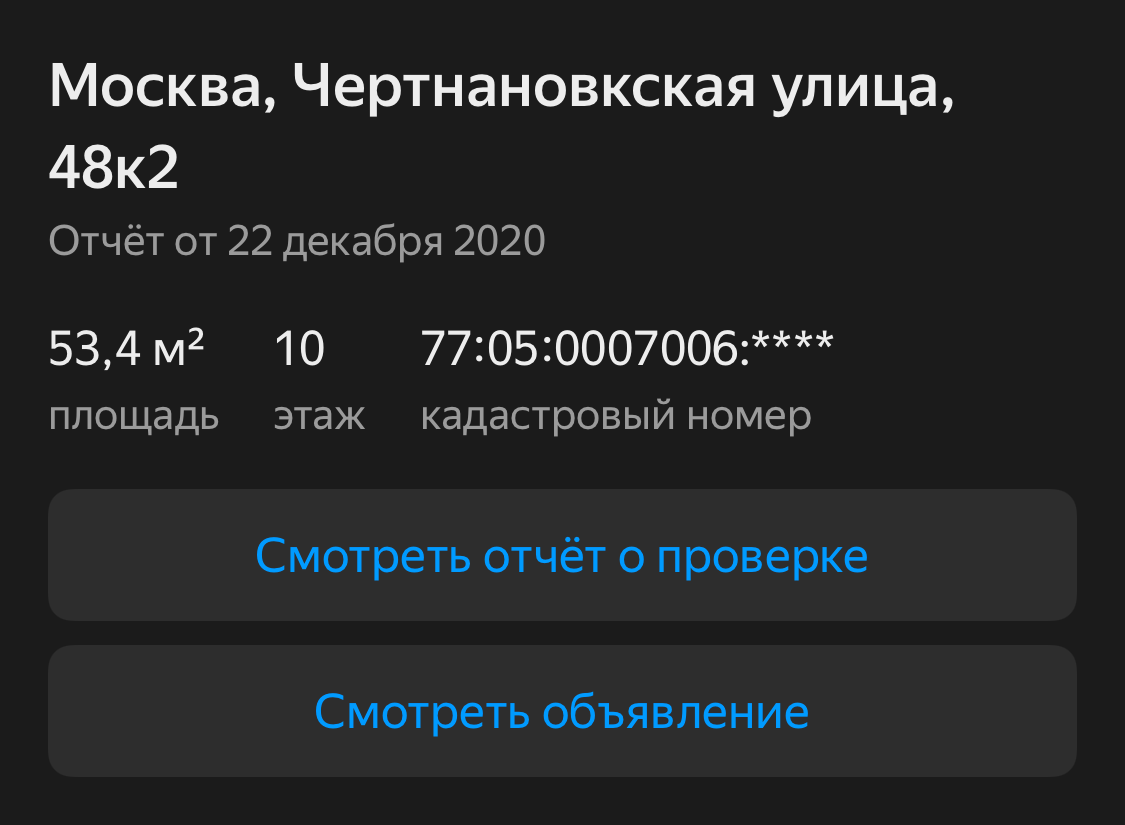 Москва, Чертнановкская улица,
48к2
Отчёт от 22 декабря 2020
53,4 м² 10 77:05:0007006:****
площадь этаж кадастровый номер
Смотреть отчёт о проверке
Смотреть объявление